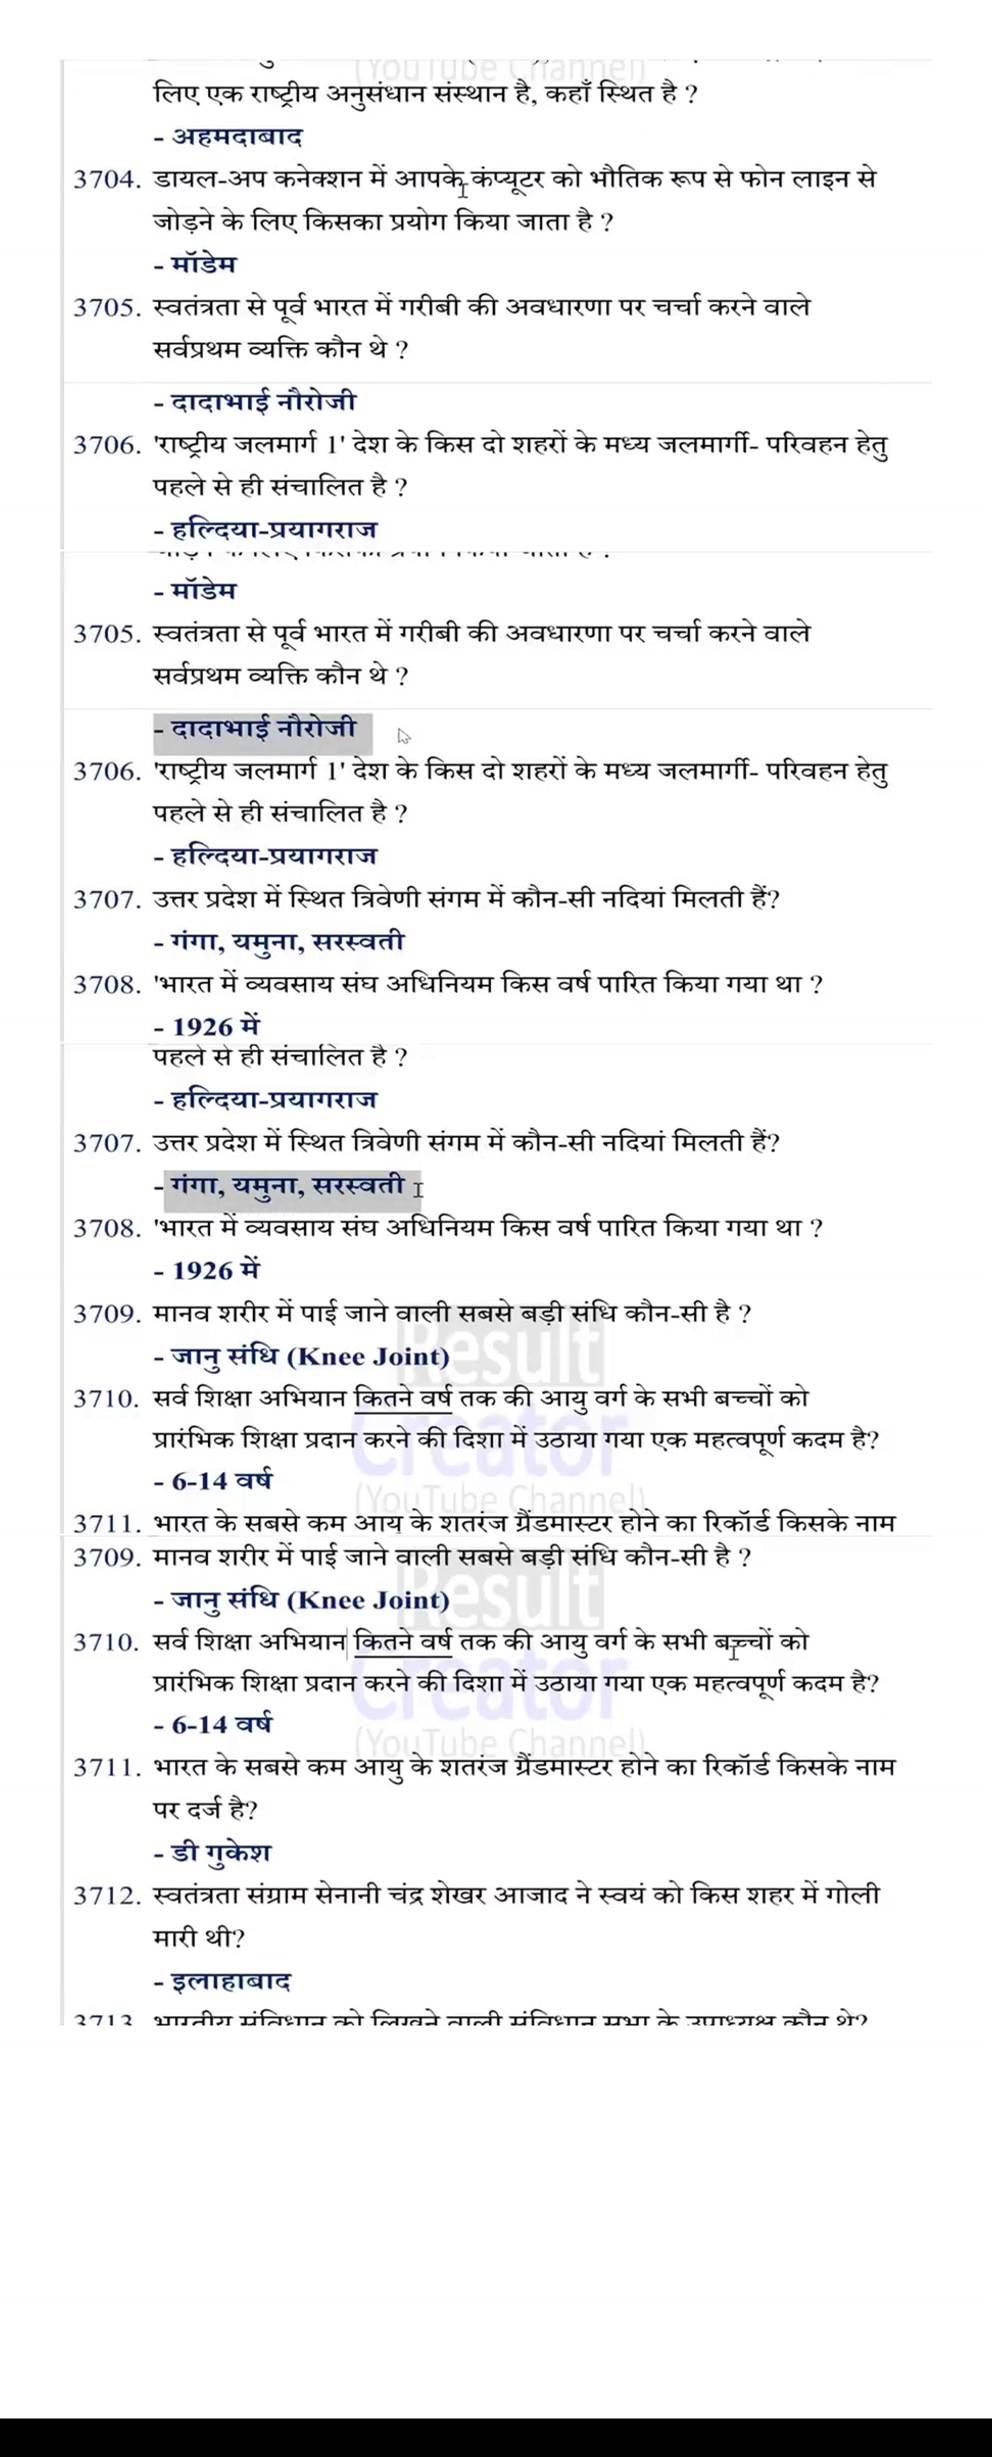 (YouTube Channel)
लिए एक राष्ट्रीय अनुसंधान संस्थान है, कहाँ स्थित है ?
- अहमदाबाद
3704. डायल-अप कनेक्शन में आपके कंप्यूटर को भौतिक रूप से फोन लाइन से
जोड़ने के लिए किसका प्रयोग किया जाता है ?
- मॉडेम
3705. स्वतंत्रता से पूर्व भारत में गरीबी की अवधारणा पर चर्चा करने वाले
सर्वप्रथम व्यक्ति कौन थे ?
- दादाभाई नौरोजी
3706. 'राष्ट्रीय जलमार्ग 1' देश के किस दो शहरों के मध्य जलमार्गी- परिवहन हेतु
पहले से ही संचालित है ?
- हल्दिया-प्रयागराज
- मॉडेम
3705. स्वतंत्रता से पूर्व भारत में गरीबी की अवधारणा पर चर्चा करने वाले
सर्वप्रथम व्यक्ति कौन थे ?
- दादाभाई नौरोजी
3706. 'राष्ट्रीय जलमार्ग 1' देश के किस दो शहरों के मध्य जलमार्गी- परिवहन हेतु
पहले से ही संचालित है ?
- हल्दिया-प्रयागराज
3707. उत्तर प्रदेश में स्थित त्रिवेणी संगम में कौन-सी नदियां मिलती हैं?
- गंगा, यमुना, सरस्वती
3708. 'भारत में व्यवसाय संघ अधिनियम किस वर्ष पारित किया गया था ?
- 1926 में
पहले से ही संचालित है ?
- हल्दिया-प्रयागराज
3707. उत्तर प्रदेश में स्थित त्रिवेणी संगम में कौन-सी नदियां मिलती हैं?
- गंगा, यमुना, सरस्वती
3708. 'भारत में व्यवसाय संघ अधिनियम किस वर्ष पारित किया गया था ?
- 1926 में
3709. मानव शरीर में पाई जाने वाली सबसे बड़ी संधि कौन-सी है ?
Result
- जानु संधि (Knee Joint)
3710. सर्व शिक्षा अभियान कितने वर्ष तक की आयु वर्ग के सभी बच्चों को
Creator
प्रारंभिक शिक्षा प्रदान करने की दिशा में उठाया गया एक महत्वपूर्ण कदम है?
- 6-14 वर्ष
(YouTube Channel)
3711. भारत के सबसे कम आयु के शतरंज ग्रैंडमास्टर होने का रिकॉर्ड किसके नाम
3709. मानव शरीर में पाई जाने वाली सबसे बड़ी संधि कौन-सी है ?
Result
- जानु संधि (Knee Joint)
3710. सर्व शिक्षा अभियान कितने वर्ष तक की आयु वर्ग के सभी बच्चों को
Creator
प्रारंभिक शिक्षा प्रदान करने की दिशा में उठाया गया एक महत्वपूर्ण कदम है?
- 6-14 वर्ष
(YouTube Channel)
3711. भारत के सबसे कम आयु के शतरंज ग्रैंडमास्टर होने का रिकॉर्ड किसके नाम
पर दर्ज है?
- डी गुकेश
3712. स्वतंत्रता संग्राम सेनानी चंद्र शेखर आजाद ने स्वयं को किस शहर में गोली
मारी थी?
- इलाहाबाद
3713 भारतीय संविधान को लिखने वाली संविधान सभा के उपाध्यक्ष कौन थे?